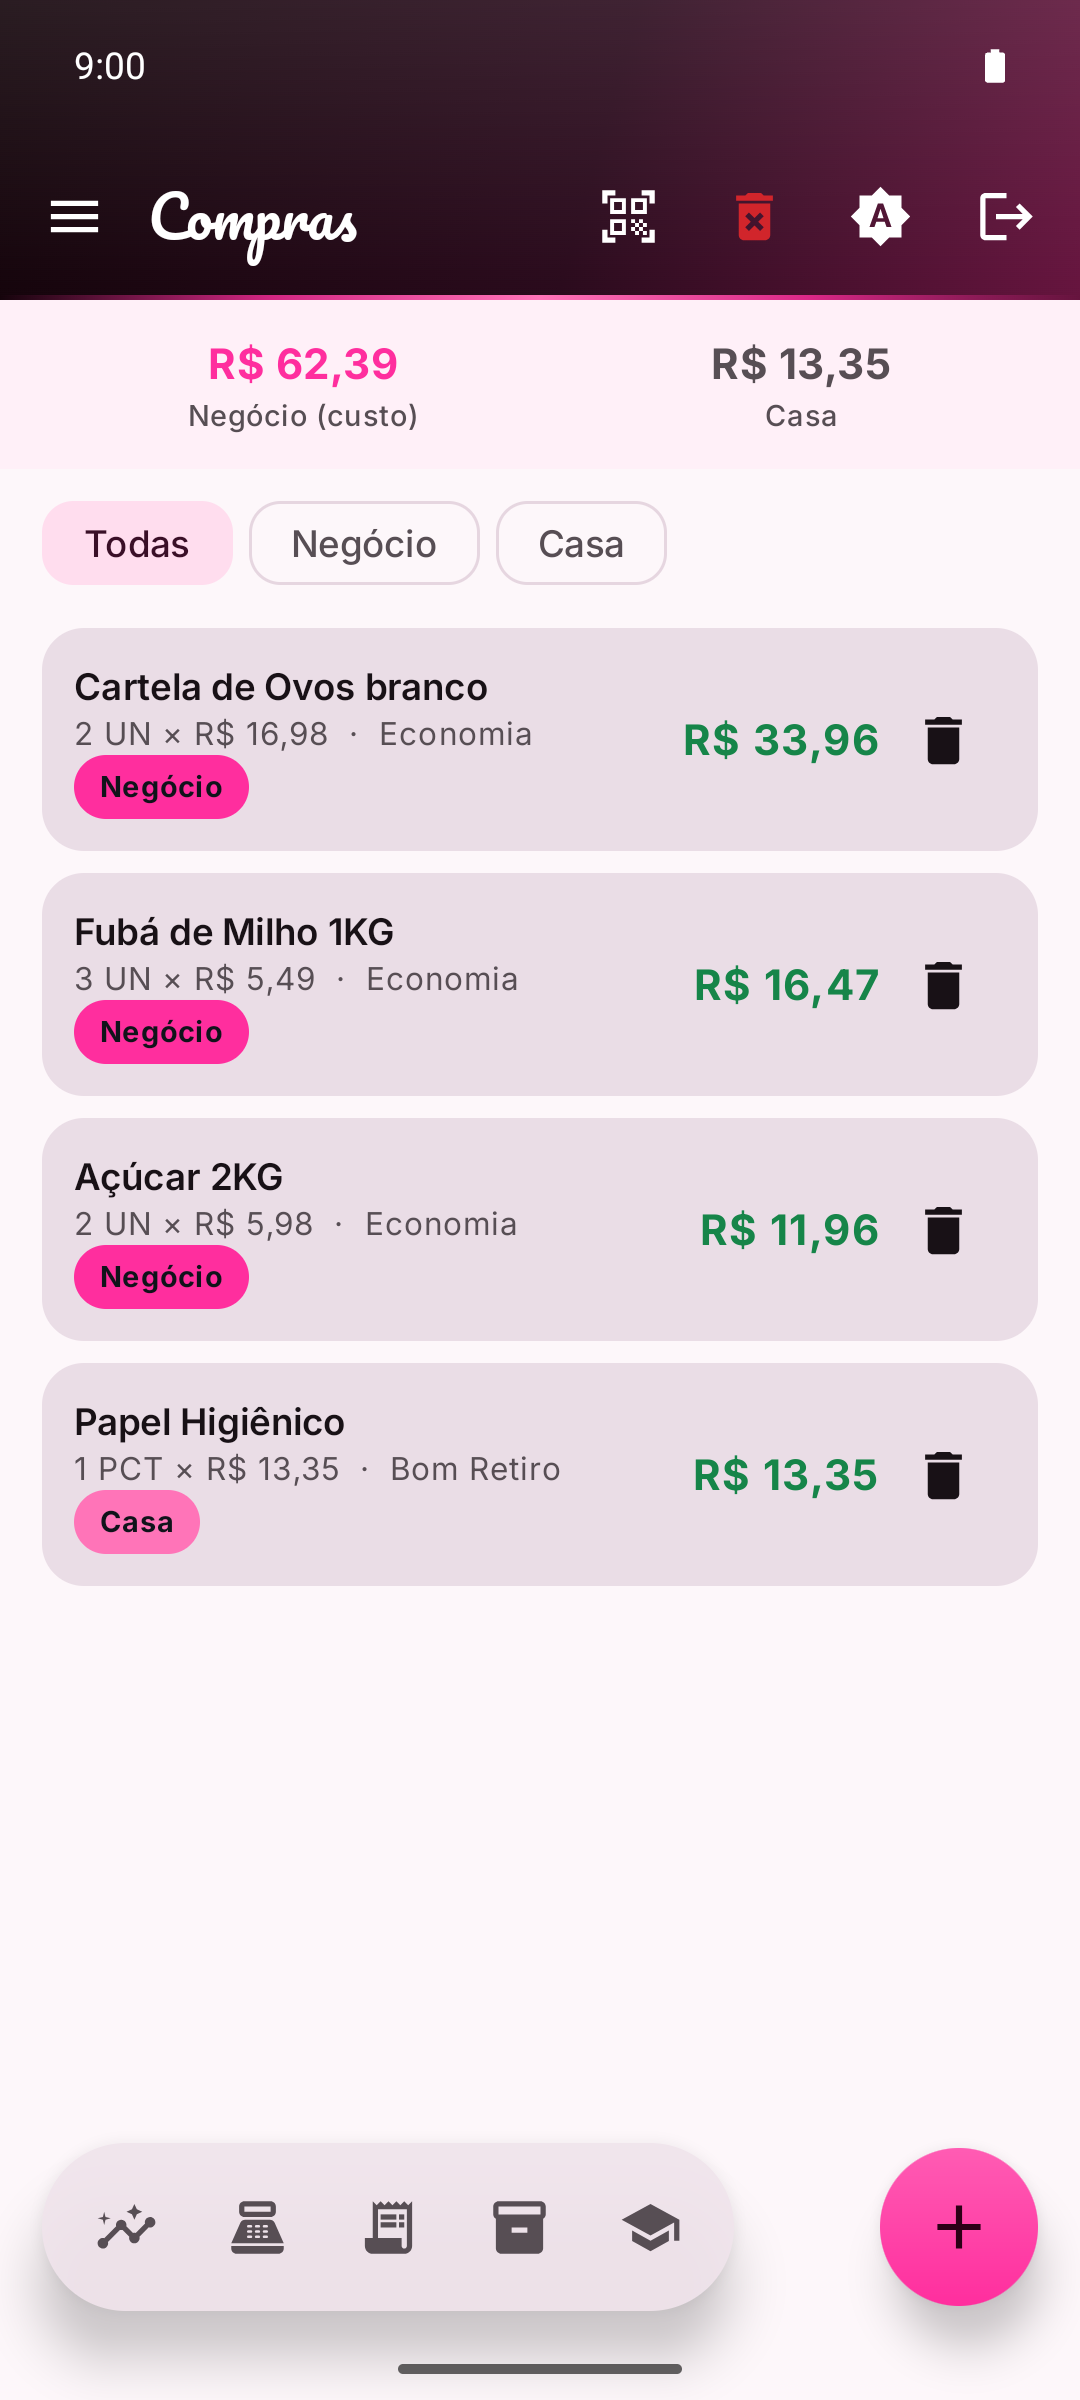 9:00
Compras
A
R$ 62,39
Negócio (custo)
R$ 13,35
Casa
Todas
Negócio
Casa
Cartela de Ovos branco
2 UN × R$ 16,98 · Economia
R$ 33,96
Negócio
Fubá de Milho 1KG
3 UN × R$ 5,49 · Economia
R$ 16,47
Negócio
Açúcar 2KG
2 UN × R$ 5,98 · Economia
R$ 11,96
Negócio
Papel Higiênico
1 PCT × R$ 13,35 · Bom Retiro
R$ 13,35
Casa